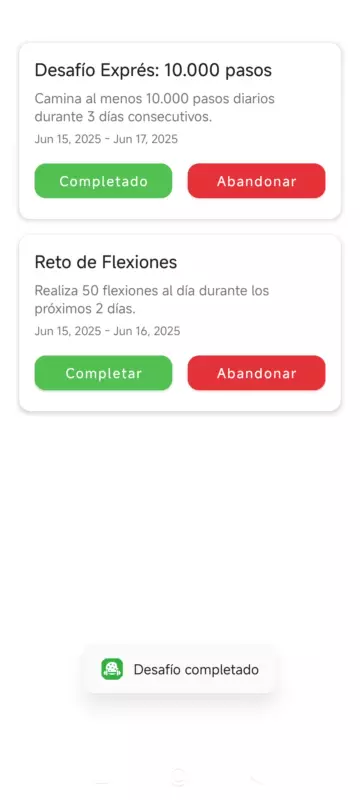 Desafío Exprés: 10.000 pasos
Camina al menos 10.000 pasos diarios
durante 3 días consecutivos.
Jun 15, 2025 - Jun 17, 2025
Completado Abandonar
Reto de Flexiones
Realiza 50 flexiones al día durante los
próximos 2 días.
Jun 15, 2025 - Jun 16, 2025
Completar Abandonar
Desafío completado